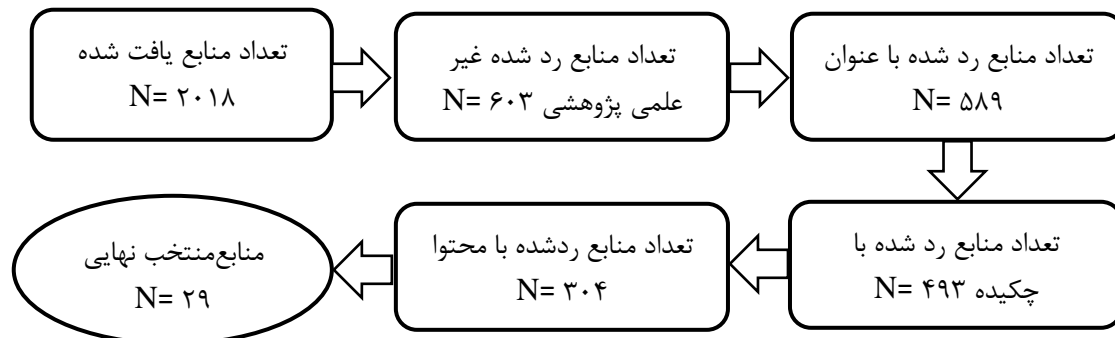 تعداد منابع یافت شده
N= ۲۰۱۸
تعداد منابع رد شده غیر
علمی پژوهشی N= ۶۰۳
تعداد منابع رد شده با عنوان
N= ۵۸۹
تعداد منابع رد شده با
چکیده N= ۴۹۳
تعداد منابع ردشده با محتوا
N= ۳۰۴
منابع‌منتخب نهایی
N= ۲۹